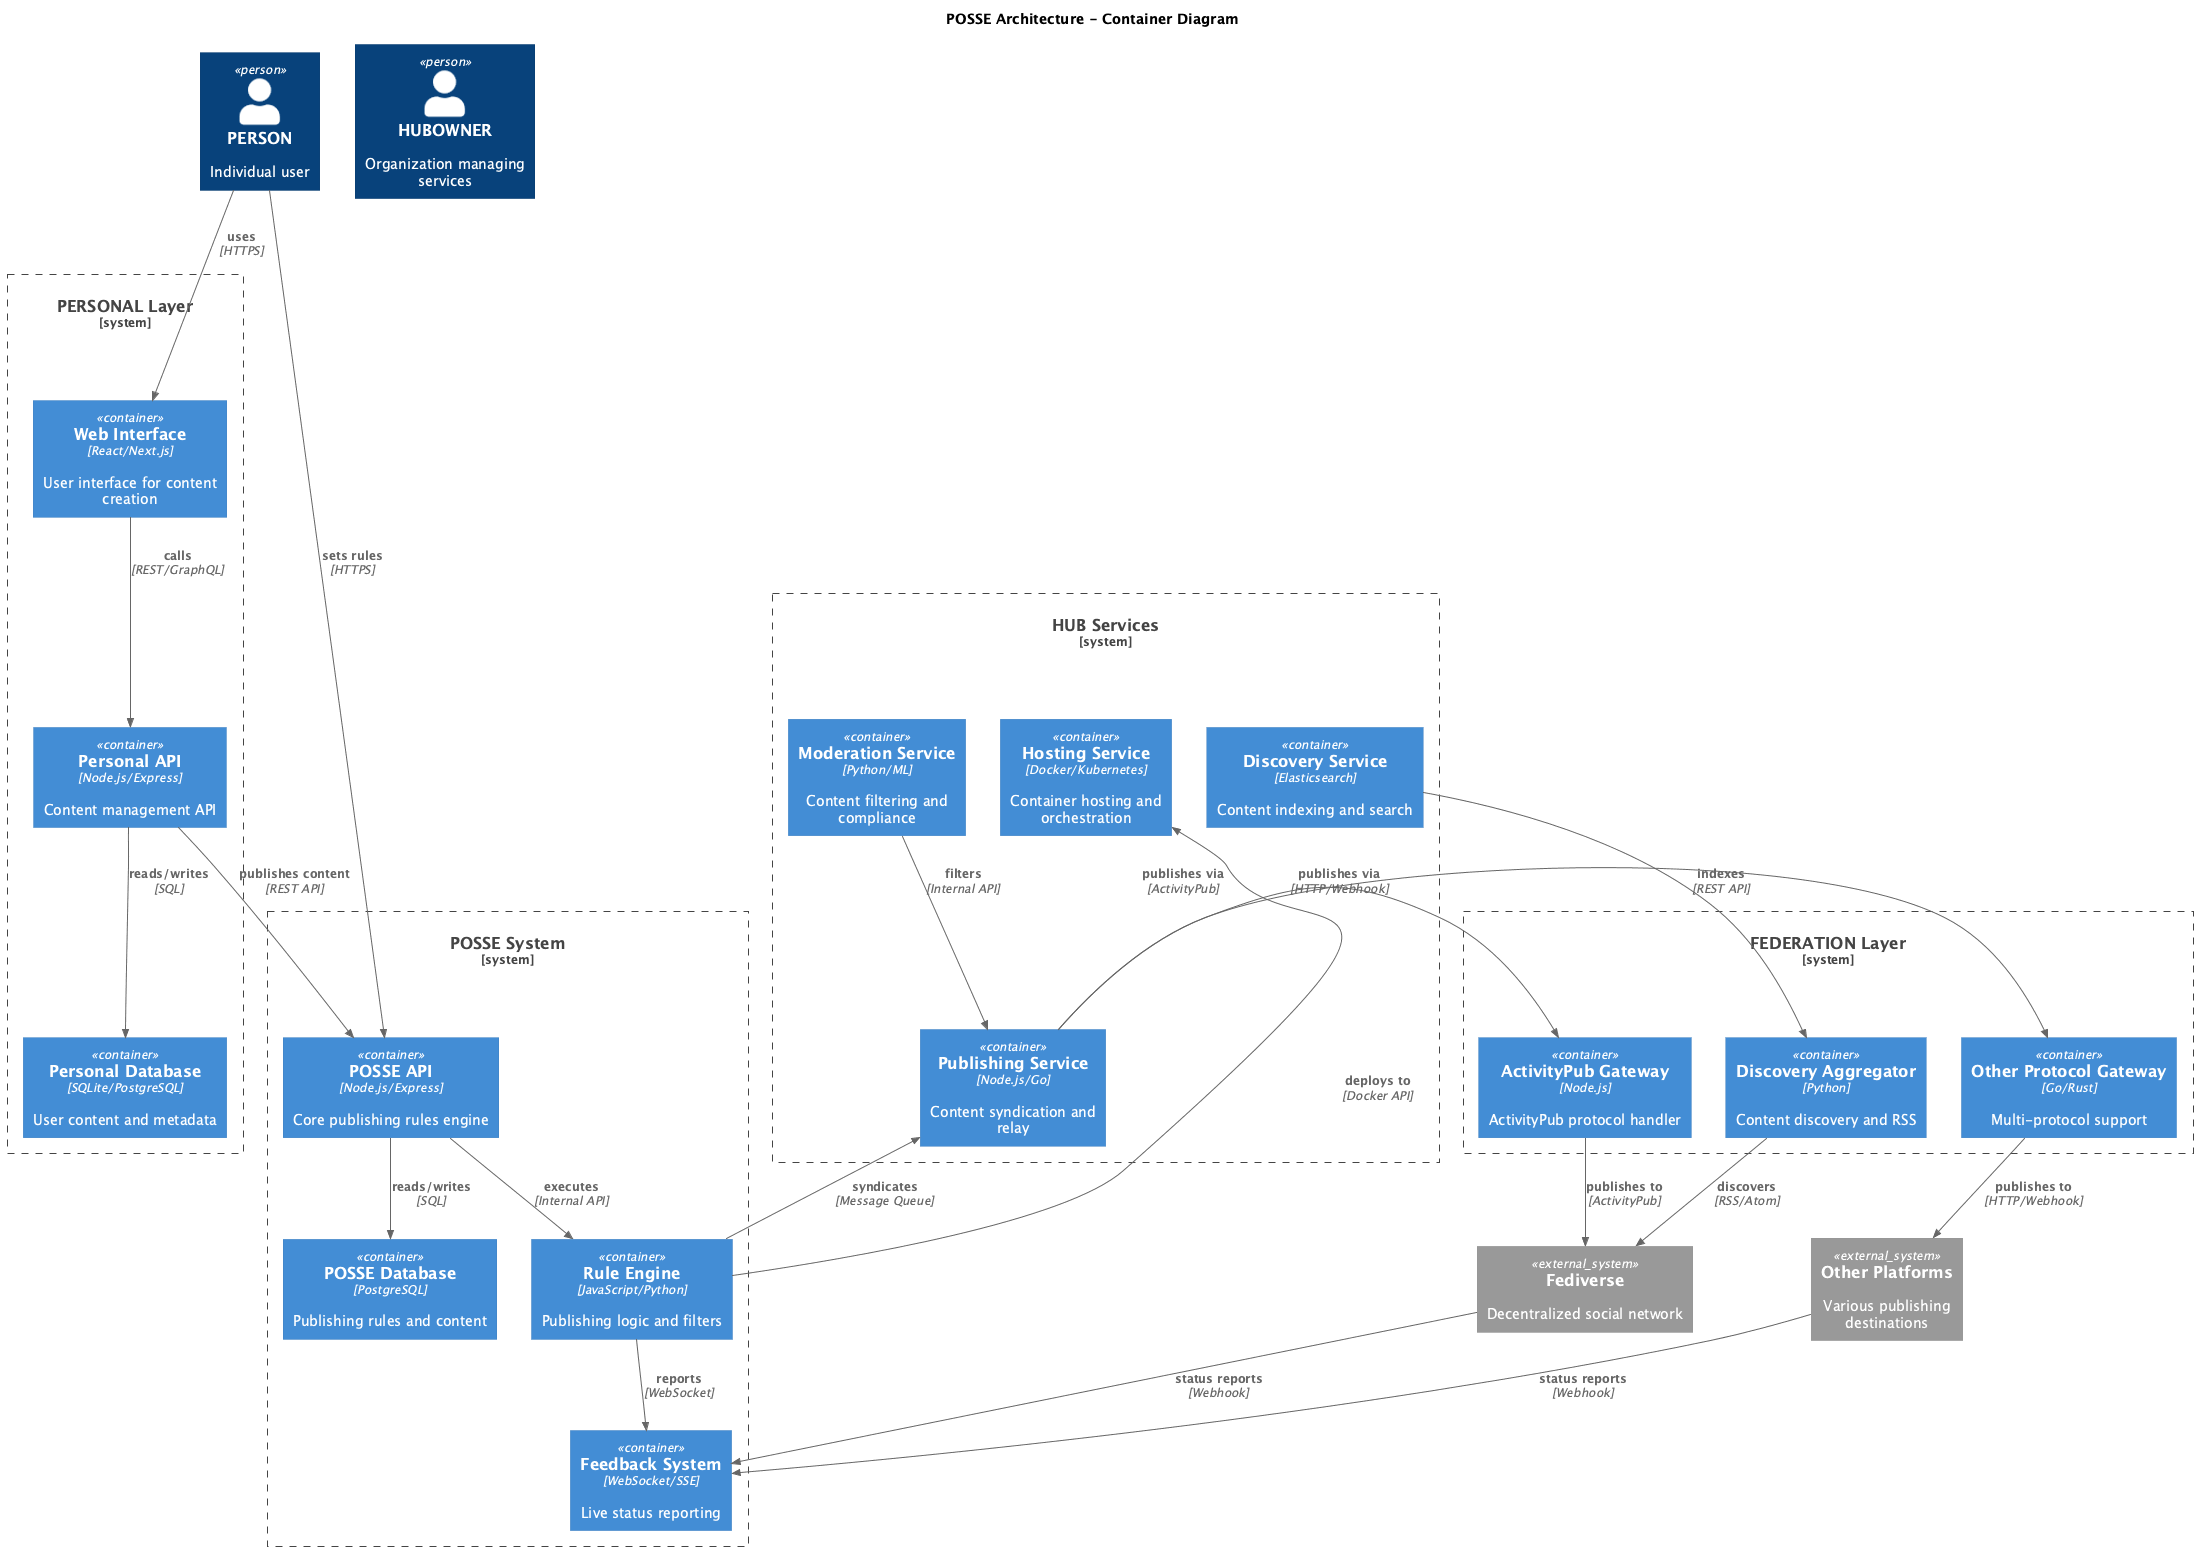 POSSE Architecture - Container Diagram
«person»
PERSON
Individual user
«person»
HUBOWNER
Organization managing
services
uses
[HTTPS]
PERSONAL Layer
[system]
«container»
Web Interface
[React/Next.js]
User interface for content
creation
calls
[REST/GraphQL]
sets rules
[HTTPS]
HUB Services
[system]
«container»
Personal API
[Node.js/Express]
Content management API
«container»
Moderation Service
[Python/ML]
Content filtering and
compliance
«container»
Hosting Service
[Docker/Kubernetes]
Container hosting and
orchestration
«container»
Discovery Service
[Elasticsearch]
Content indexing and search
reads/writes
[SQL]
publishes content
[REST API]
filters
[Internal API]
publishes via
[ActivityPub]
publishes via
[HTTP/Webhook]
indexes
[REST API]
POSSE System
[system]
FEDERATION Layer
[system]
«container»
Personal Database
[SQLite/PostgreSQL]
User content and metadata
«container»
POSSE API
[Node.js/Express]
Core publishing rules engine
«container»
Publishing Service
[Node.js/Go]
Content syndication and
relay
deploys to
[Docker API]
«container»
ActivityPub Gateway
[Node.js]
ActivityPub protocol handler
«container»
Discovery Aggregator
[Python]
Content discovery and RSS
«container»
Other Protocol Gateway
[Go/Rust]
Multi-protocol support
reads/writes
[SQL]
executes
[Internal API]
syndicates
[Message Queue]
publishes to
[ActivityPub]
discovers
[RSS/Atom]
publishes to
[HTTP/Webhook]
«container»
POSSE Database
[PostgreSQL]
Publishing rules and content
«container»
Rule Engine
[JavaScript/Python]
Publishing logic and filters
«external_system»
Fediverse
Decentralized social network
«external_system»
Other Platforms
Various publishing
destinations
reports
[WebSocket]
status reports
[Webhook]
status reports
[Webhook]
«container»
Feedback System
[WebSocket/SSE]
Live status reporting